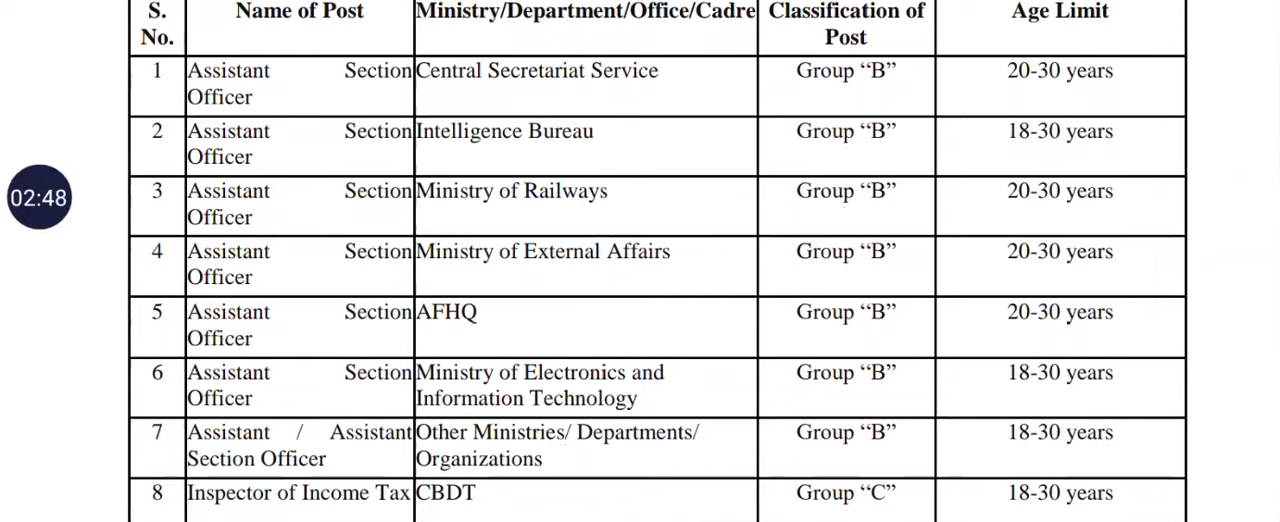 S. No. Name of Post Ministry/Department/Office/Cadre Classification of Post Age Limit
1 Assistant Section Officer Central Secretariat Service Group “B” 20-30 years
2 Assistant Section Officer Intelligence Bureau Group “B” 18-30 years
02:48
3 Assistant Section Officer Ministry of Railways Group “B” 20-30 years
4 Assistant Section Officer Ministry of External Affairs Group “B” 20-30 years
5 Assistant Section Officer AFHQ Group “B” 20-30 years
6 Assistant Section Officer Ministry of Electronics and Information Technology Group “B” 18-30 years
7 Assistant / Assistant Section Officer Other Ministries/ Departments/ Organizations Group “B” 18-30 years
8 Inspector of Income Tax CBDT Group “C” 18-30 years